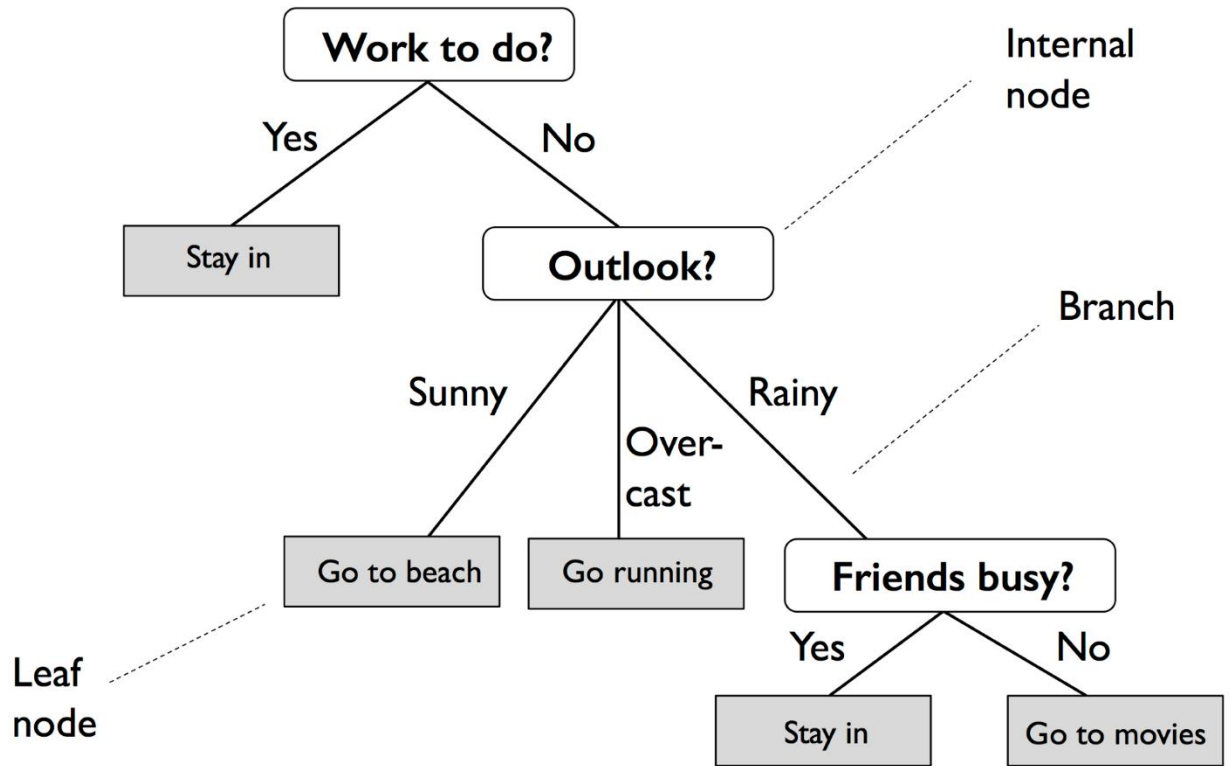 Work to do?
Internal
node
Yes
No
Stay in
Outlook?
Branch
Sunny
Rainy
Over-
cast
Go to beach
Go running
Friends busy?
Leaf
node
Yes
No
Stay in
Go to movies